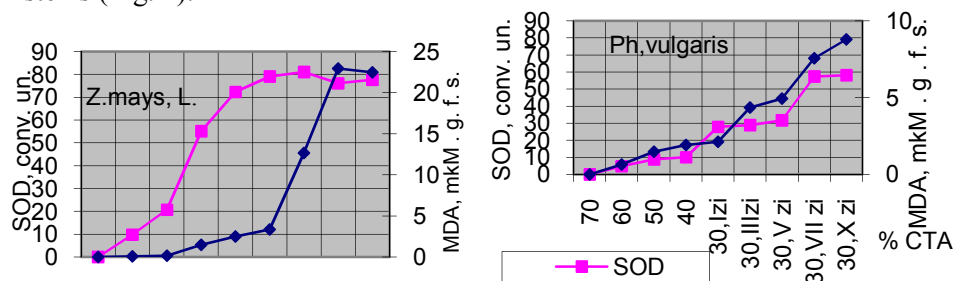 SOD, conv. un.
90
80
70
60
50
40
30
20
10
0
Z.mays, L.
25
20
15
10
5
0
MDA, mkM . g. f. s.
SOD, conv. un.
90
80
70
60
50
40
30
20
10
0
Ph,vulgaris
10
5
0
MDA, mkM . g . f. s.
70
60
50
40
30,I zi
30,III zi
30,V zi
30,VII zi
30,X zi
% CTA
SOD